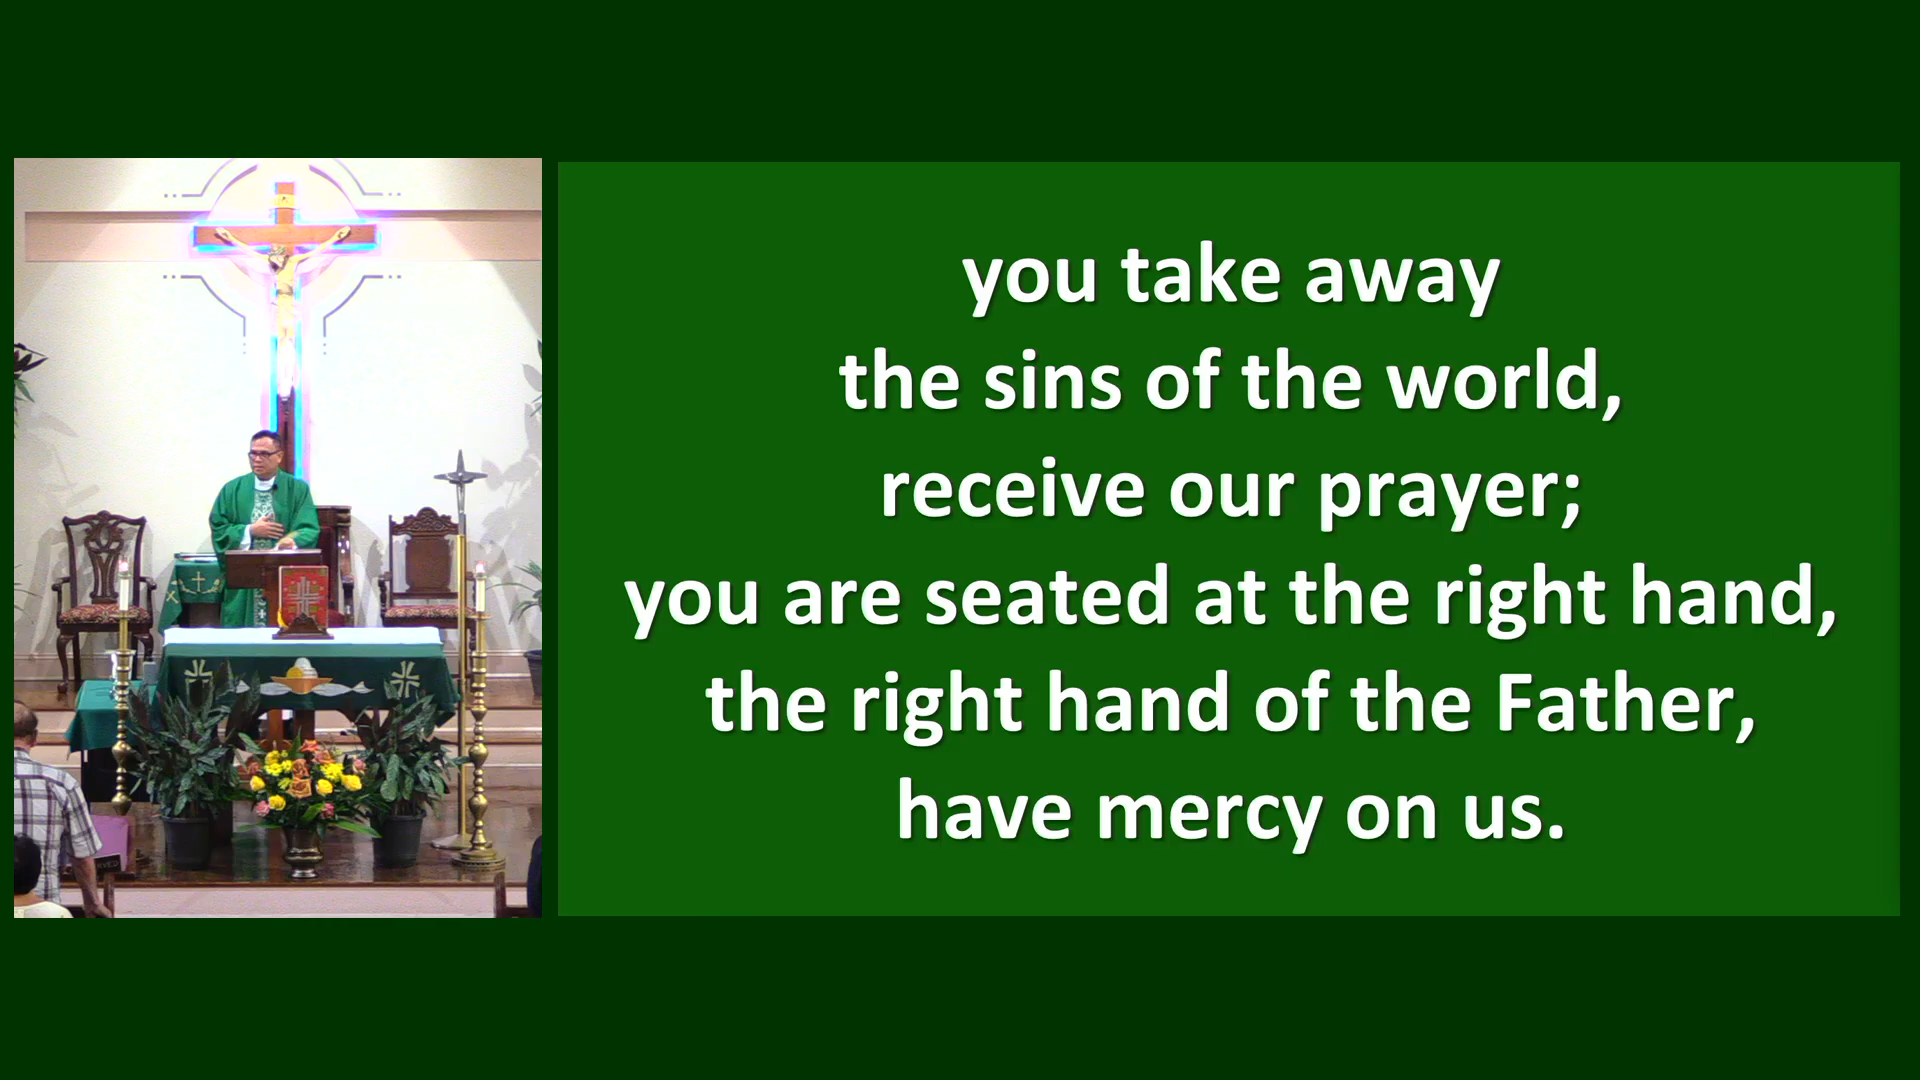 you take away
the sins of the world,
receive our prayer;
you are seated at the right hand,
the right hand of the Father,
have mercy on us.